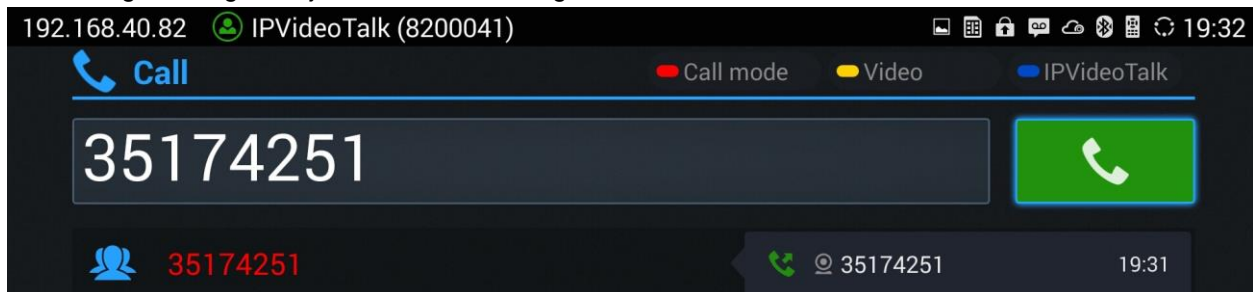 192.168.40.82 IPVideoTalk (8200041) 19:32
Call Call mode Video IPVideoTalk
35174251
35174251 35174251 19:31